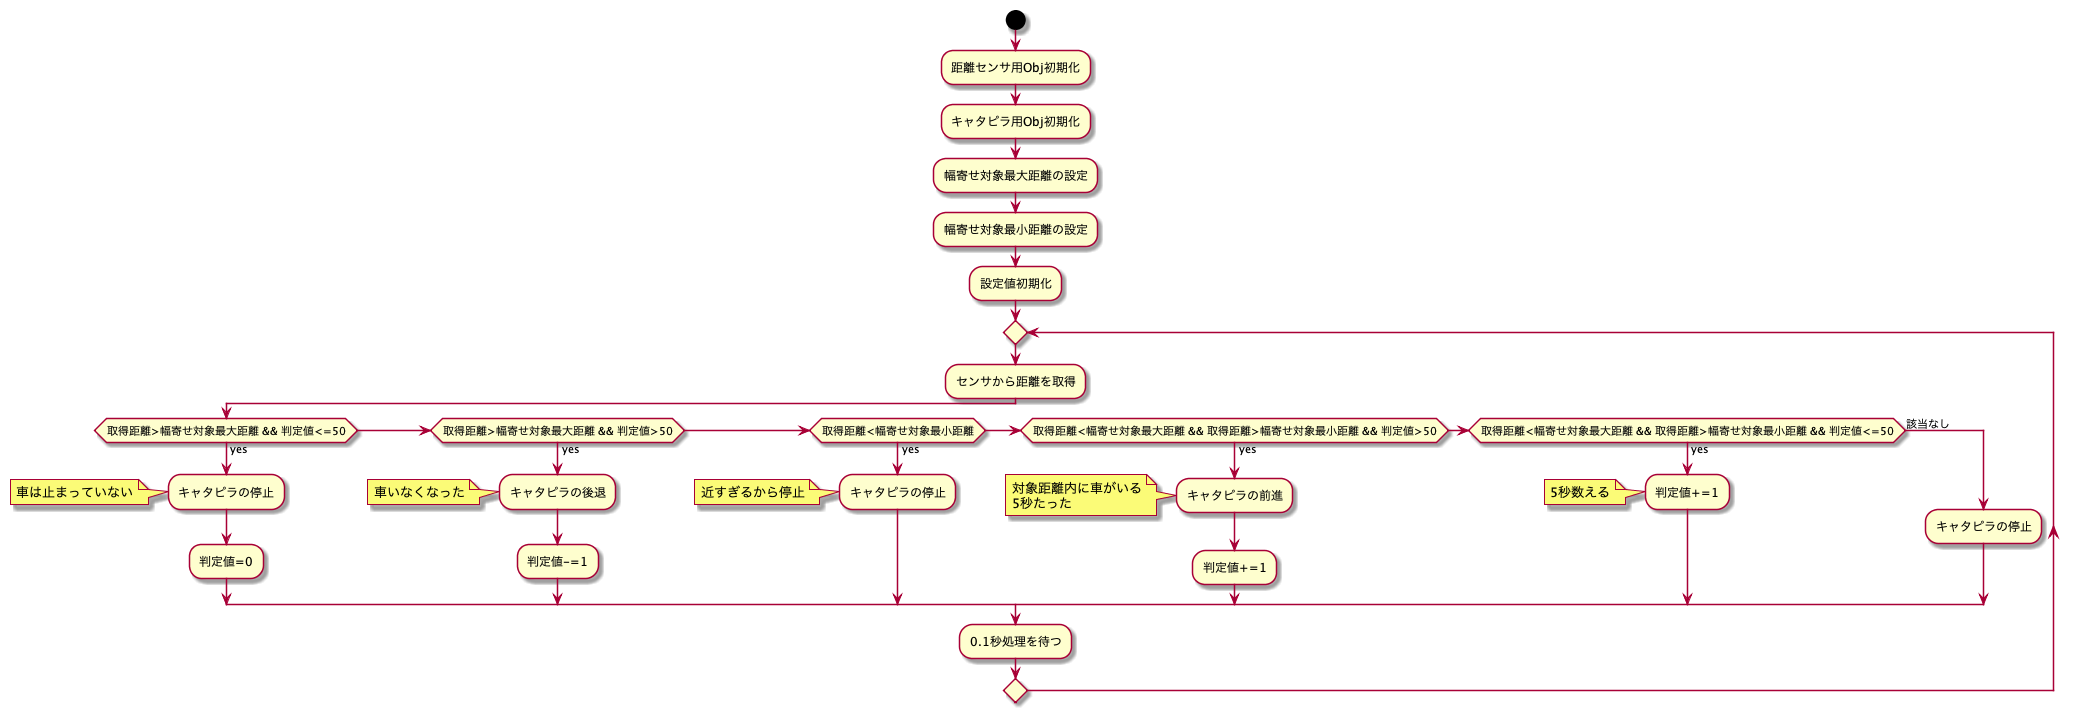 距離センサ用Obj初期化
キャタピラ用Obj初期化
幅寄せ対象最大距離の設定
幅寄せ対象最小距離の設定
設定値初期化
センサから距離を取得
取得距離>幅寄せ対象最大距離 && 判定値<=50
yes
車は止まっていない
キャタピラの停止
判定値=0
取得距離>幅寄せ対象最大距離 && 判定値>50
yes
車いなくなった
キャタピラの後退
判定値-=1
取得距離<幅寄せ対象最小距離
yes
近すぎるから停止
キャタピラの停止
取得距離<幅寄せ対象最大距離 && 取得距離>幅寄せ対象最小距離 && 判定値>50
yes
対象距離内に車がいる
5秒たった
キャタピラの前進
判定値+=1
取得距離<幅寄せ対象最大距離 && 取得距離>幅寄せ対象最小距離 && 判定値<=50
yes
5秒数える
判定値+=1
該当なし
キャタピラの停止
0.1秒処理を待つ